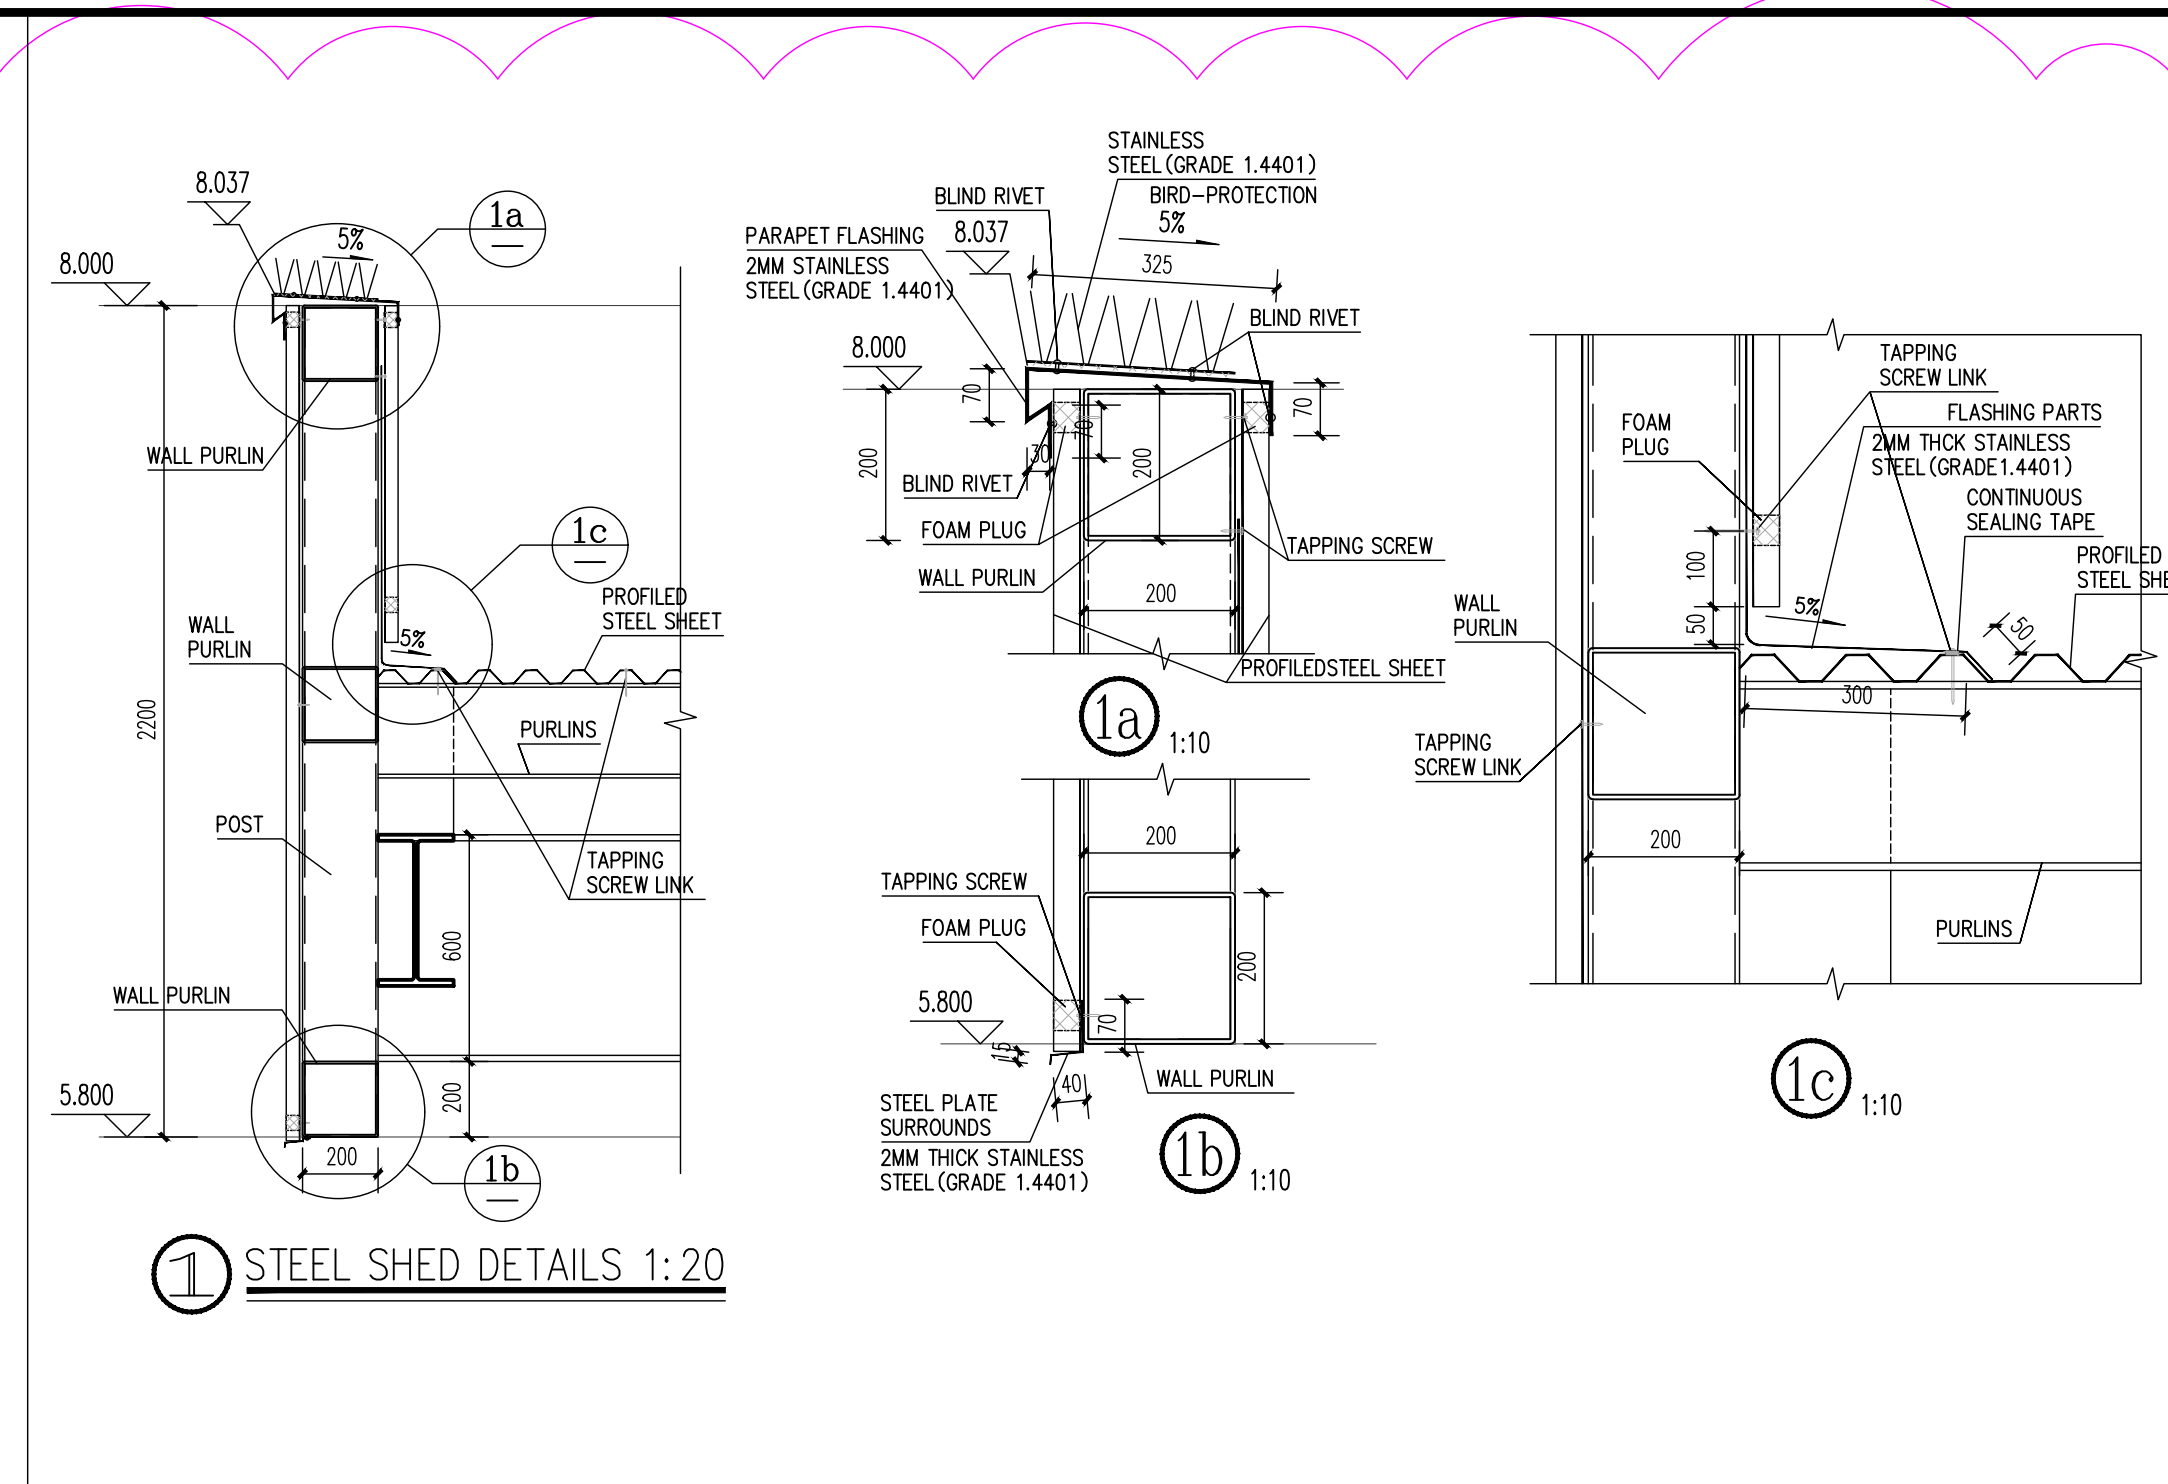 8.037
1a
5%
8.000
WALL PURLIN
1c
PROFILED
STEEL SHEET
5%
WALL
PURLIN
2200
PURLINS
POST
TAPPING
SCREW LINK
600
WALL PURLIN
5.800
200
200
1b
1 STEEL SHED DETAILS 1:20
STAINLESS
STEEL(GRADE 1.4401)
BIRD-PROTECTION
BLIND RIVET
5%
PARAPET FLASHING
2MM STAINLESS
STEEL(GRADE 1.4401)
8.037
325
BLIND RIVET
8.000
70
70
70
200
200
30
BLIND RIVET
FOAM PLUG
TAPPING SCREW
WALL PURLIN
200
PROFILEDSTEEL SHEET
1a 1:10
200
TAPPING SCREW
FOAM PLUG
200
5.800
70
15
40
WALL PURLIN
STEEL PLATE
SURROUNDS
2MM THICK STAINLESS
STEEL(GRADE 1.4401)
1b 1:10
TAPPING
SCREW LINK
FOAM
PLUG
FLASHING PARTS
2MM THCK STAINLESS
STEEL(GRADE1.4401)
CONTINUOUS
SEALING TAPE
PROFILED
STEEL SHE
100
50
5%
50
WALL
PURLIN
300
TAPPING
SCREW LINK
200
PURLINS
1c 1:10